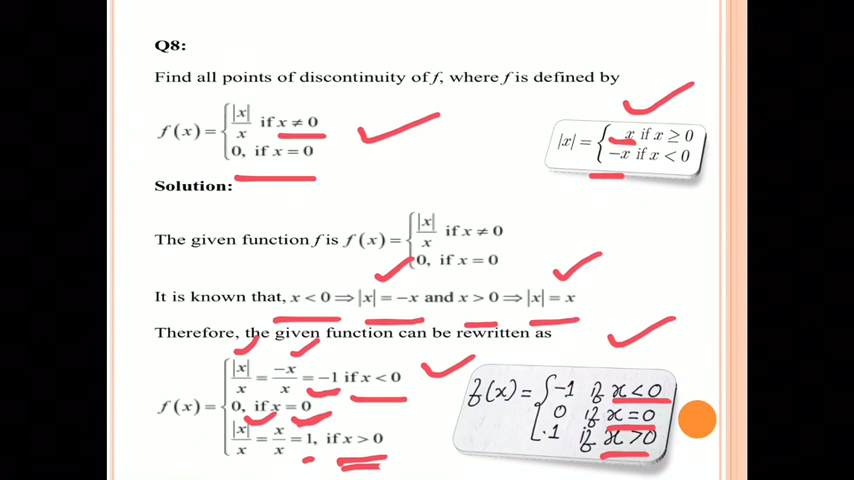 Q8:
Find all points of discontinuity of f, where f is defined by
f(x) = { |x|/x if x ≠ 0
0, if x = 0
|x| = { x if x ≥ 0
−x if x < 0
Solution:
The given function f is f(x) = { |x|/x if x ≠ 0
0, if x = 0
It is known that, x < 0 ⇒ |x| = −x and x > 0 ⇒ |x| = x
Therefore, the given function can be rewritten as
f(x) = { |x|/x = −x/x = −1 if x < 0
0, if x = 0
|x|/x = x/x = 1, if x > 0
f(x) = { −1 if x < 0
0 if x = 0
1 if x > 0